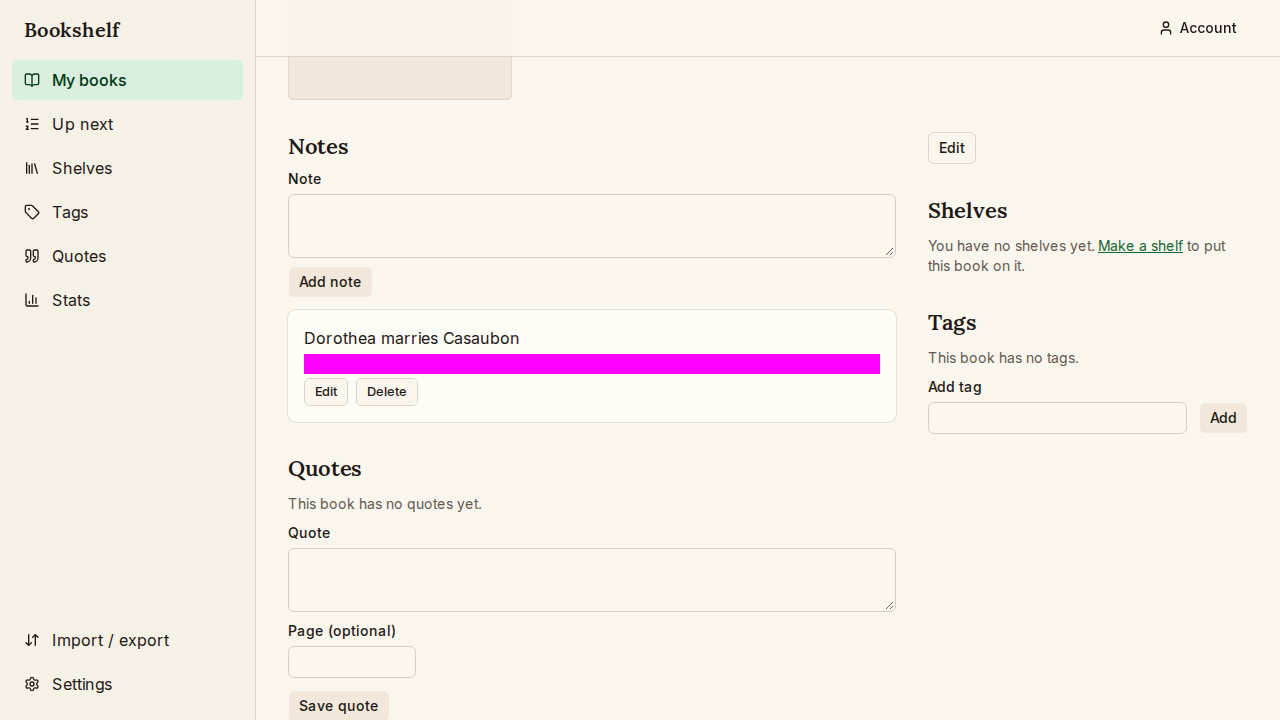 Bookshelf
Account
My books
Up next
Shelves
Tags
Quotes
Stats
Import / export
Settings
Notes
Note
Add note
Dorothea marries Casaubon
Edit
Delete
Quotes
This book has no quotes yet.
Quote
Page (optional)
Save quote
Edit
Shelves
You have no shelves yet. Make a shelf to put
this book on it.
Tags
This book has no tags.
Add tag
Add